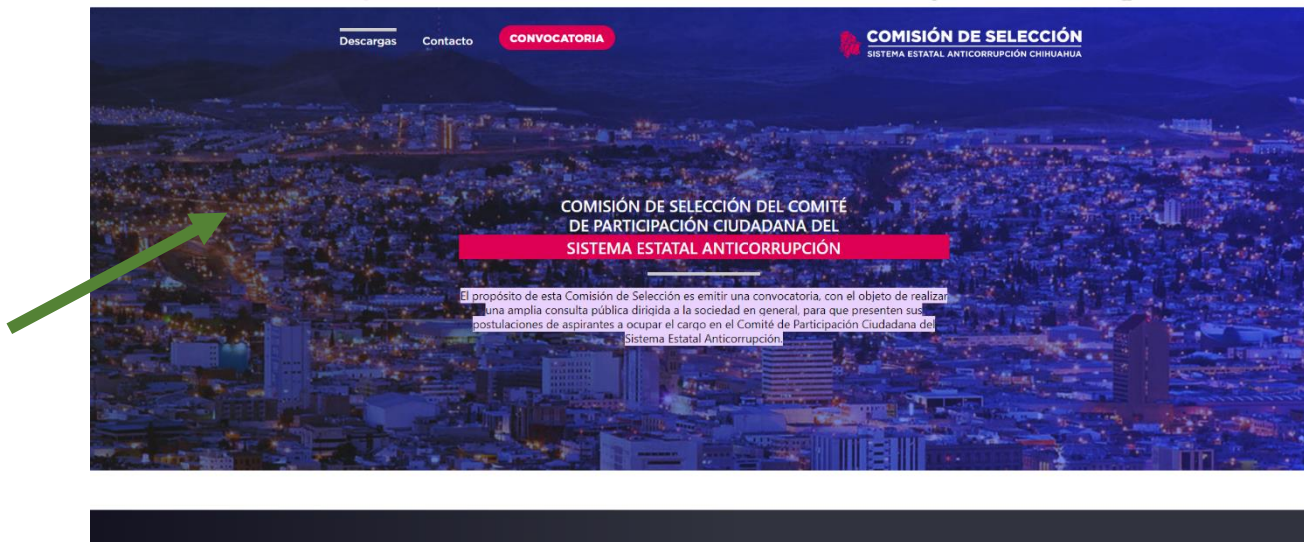 Descargas Contacto CONVOCATORIA
COMISIÓN DE SELECCIÓN
SISTEMA ESTATAL ANTICORRUPCIÓN CHIHUAHUA
COMISIÓN DE SELECCIÓN DEL COMITÉ
DE PARTICIPACIÓN CIUDADANA DEL
SISTEMA ESTATAL ANTICORRUPCIÓN
El propósito de esta Comisión de Selección es emitir una convocatoria, con el objeto de realizar
una amplia consulta pública dirigida a la sociedad en general, para que presenten sus
postulaciones de aspirantes a ocupar el cargo en el Comité de Participación Ciudadana del
Sistema Estatal Anticorrupción.